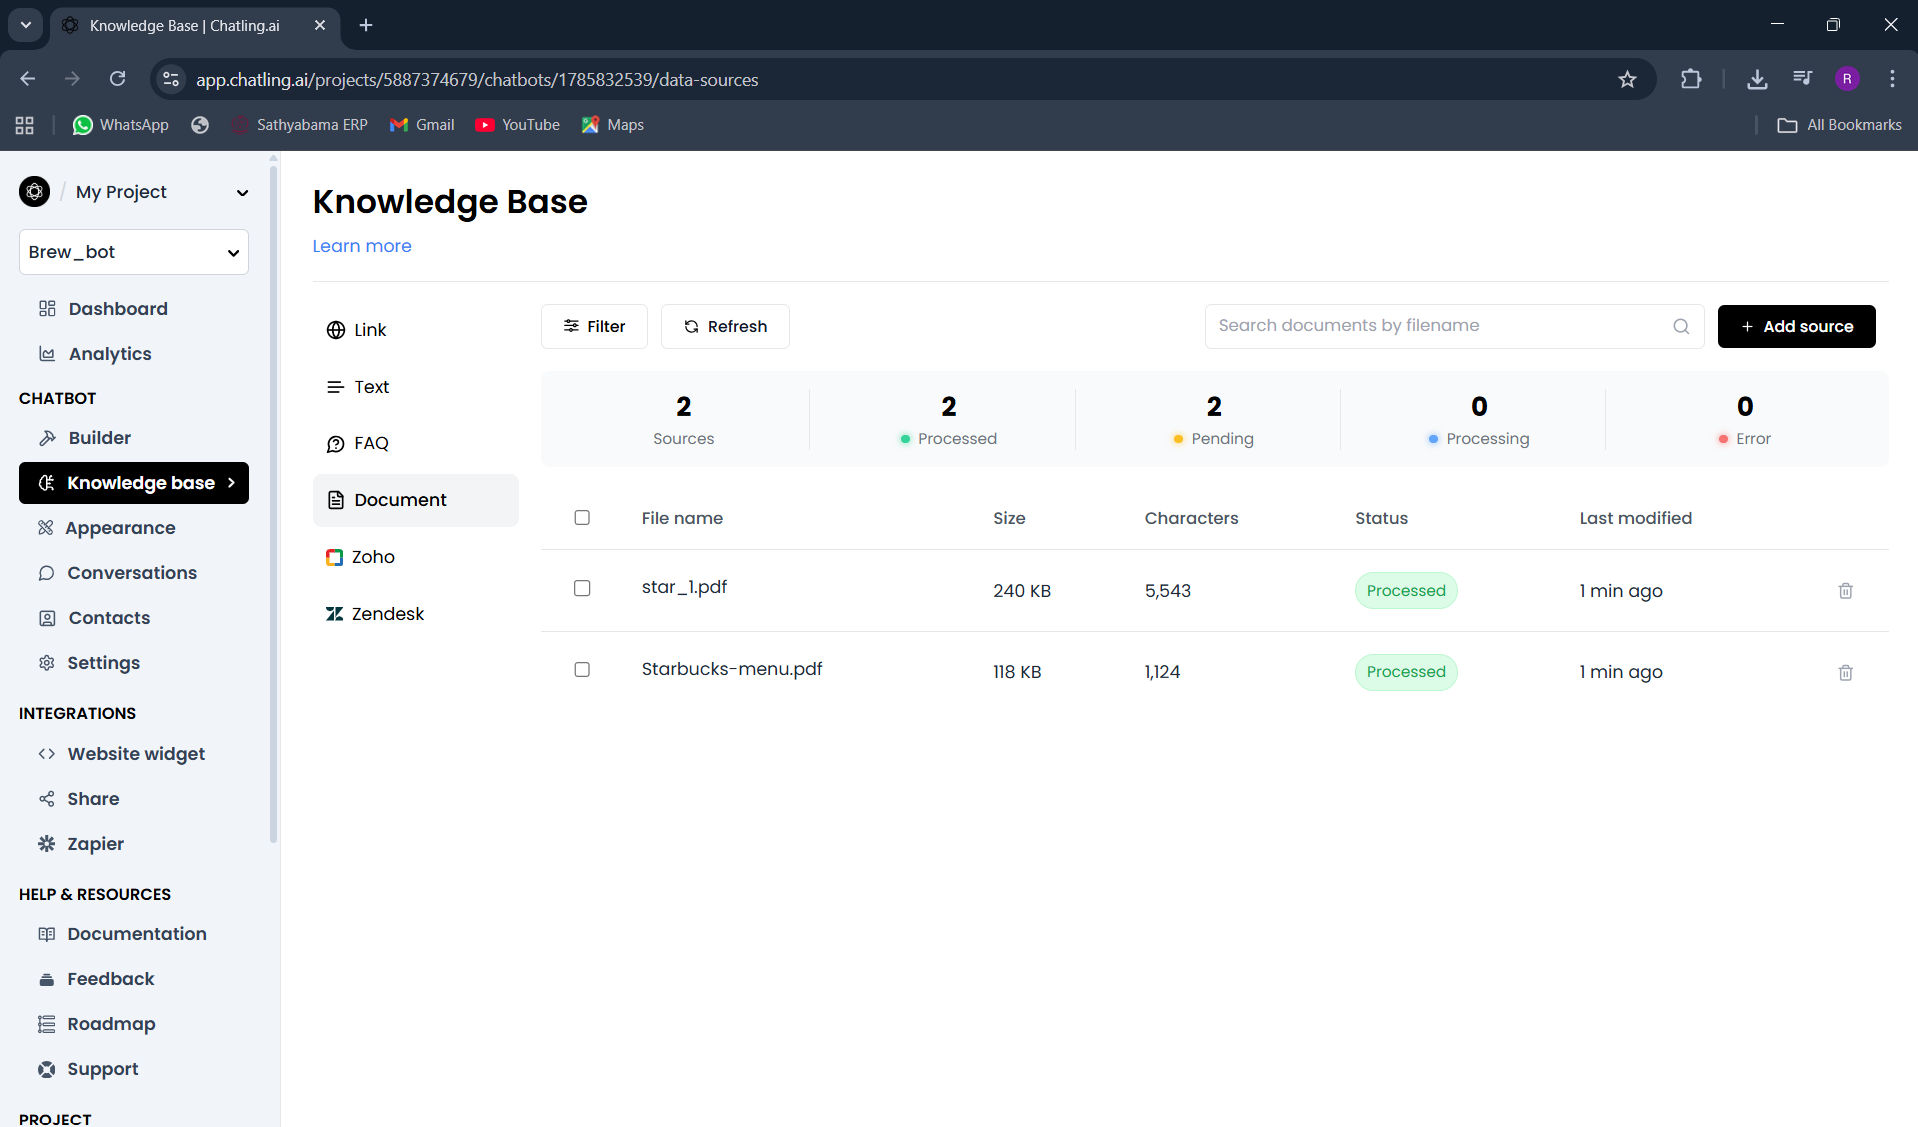 Knowledge Base | Chatling.ai
app.chatling.ai/projects/5887374679/chatbots/1785832539/data-sources
R
WhatsApp
Sathyabama ERP
Gmail
YouTube
Maps
All Bookmarks
/ My Project
Brew_bot
Dashboard
Analytics
CHATBOT
Builder
Knowledge base
Appearance
Conversations
Contacts
Settings
INTEGRATIONS
Website widget
Share
Zapier
HELP & RESOURCES
Documentation
Feedback
Roadmap
Support
PROJECT
Knowledge Base
Learn more
Link
Text
FAQ
Document
Zoho
Zendesk
Filter
Refresh
Search documents by filename
+ Add source
2 2 2 0 0
Sources Processed Pending Processing Error
File name Size Characters Status Last modified
star_1.pdf 240 KB 5,543 Processed 1 min ago
Starbucks-menu.pdf 118 KB 1,124 Processed 1 min ago